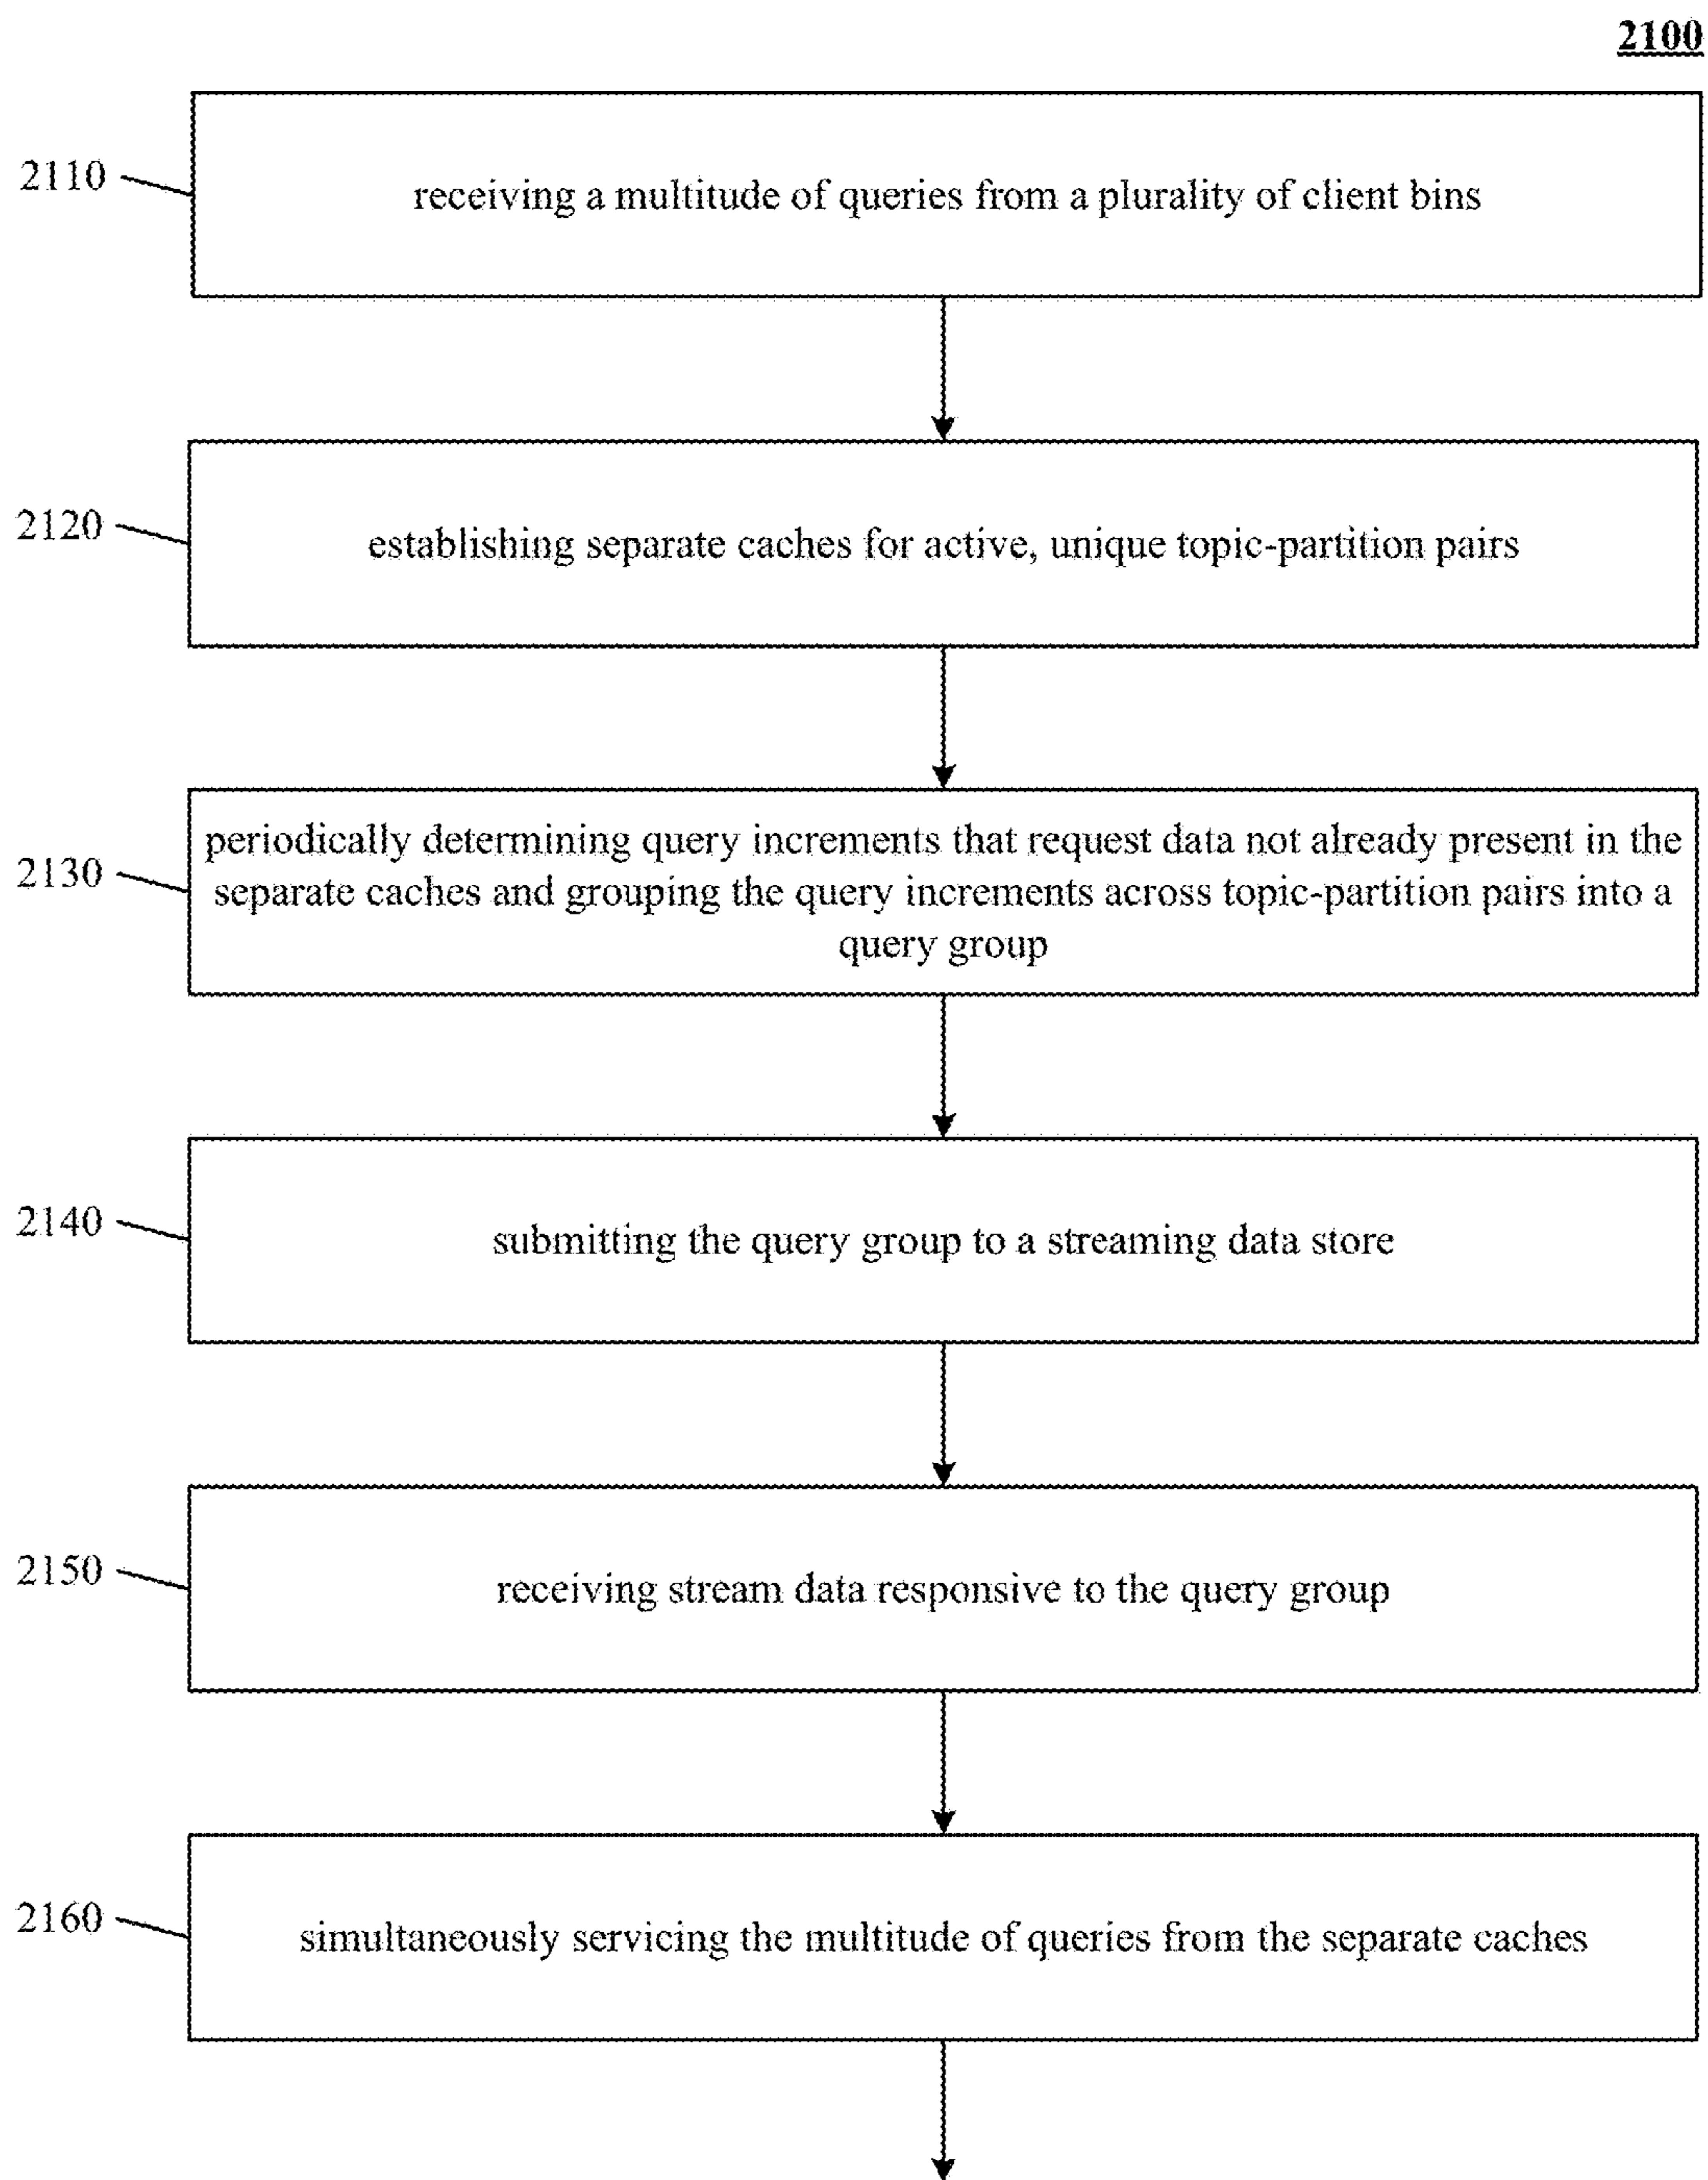 2100
2110
receiving a multitude of queries from a plurality of client bins
2120
establishing separate caches for active, unique topic-partition pairs
2130
periodically determining query increments that request data not already present in the
separate caches and grouping the query increments across topic-partition pairs into a
query group
2140
submitting the query group to a streaming data store
2150
receiving stream data responsive to the query group
2160
simultaneously servicing the multitude of queries from the separate caches